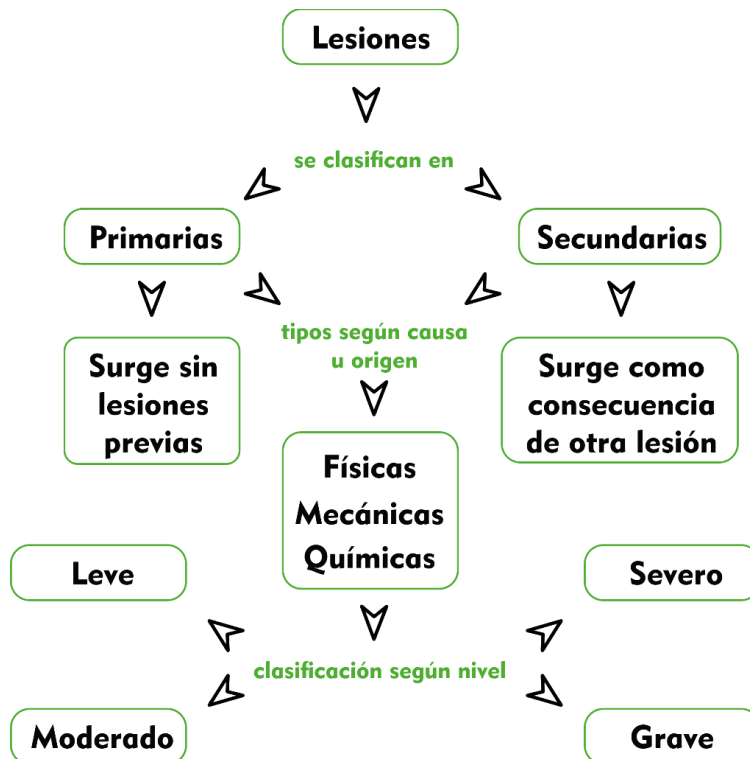 Lesiones
se clasifican en
Primarias
Secundarias
tipos según causa
u origen
Surge sin
lesiones
previas
Surge como
consecuencia
de otra lesión
Físicas
Mecánicas
Químicas
Leve
Severo
clasificación según nivel
Moderado
Grave